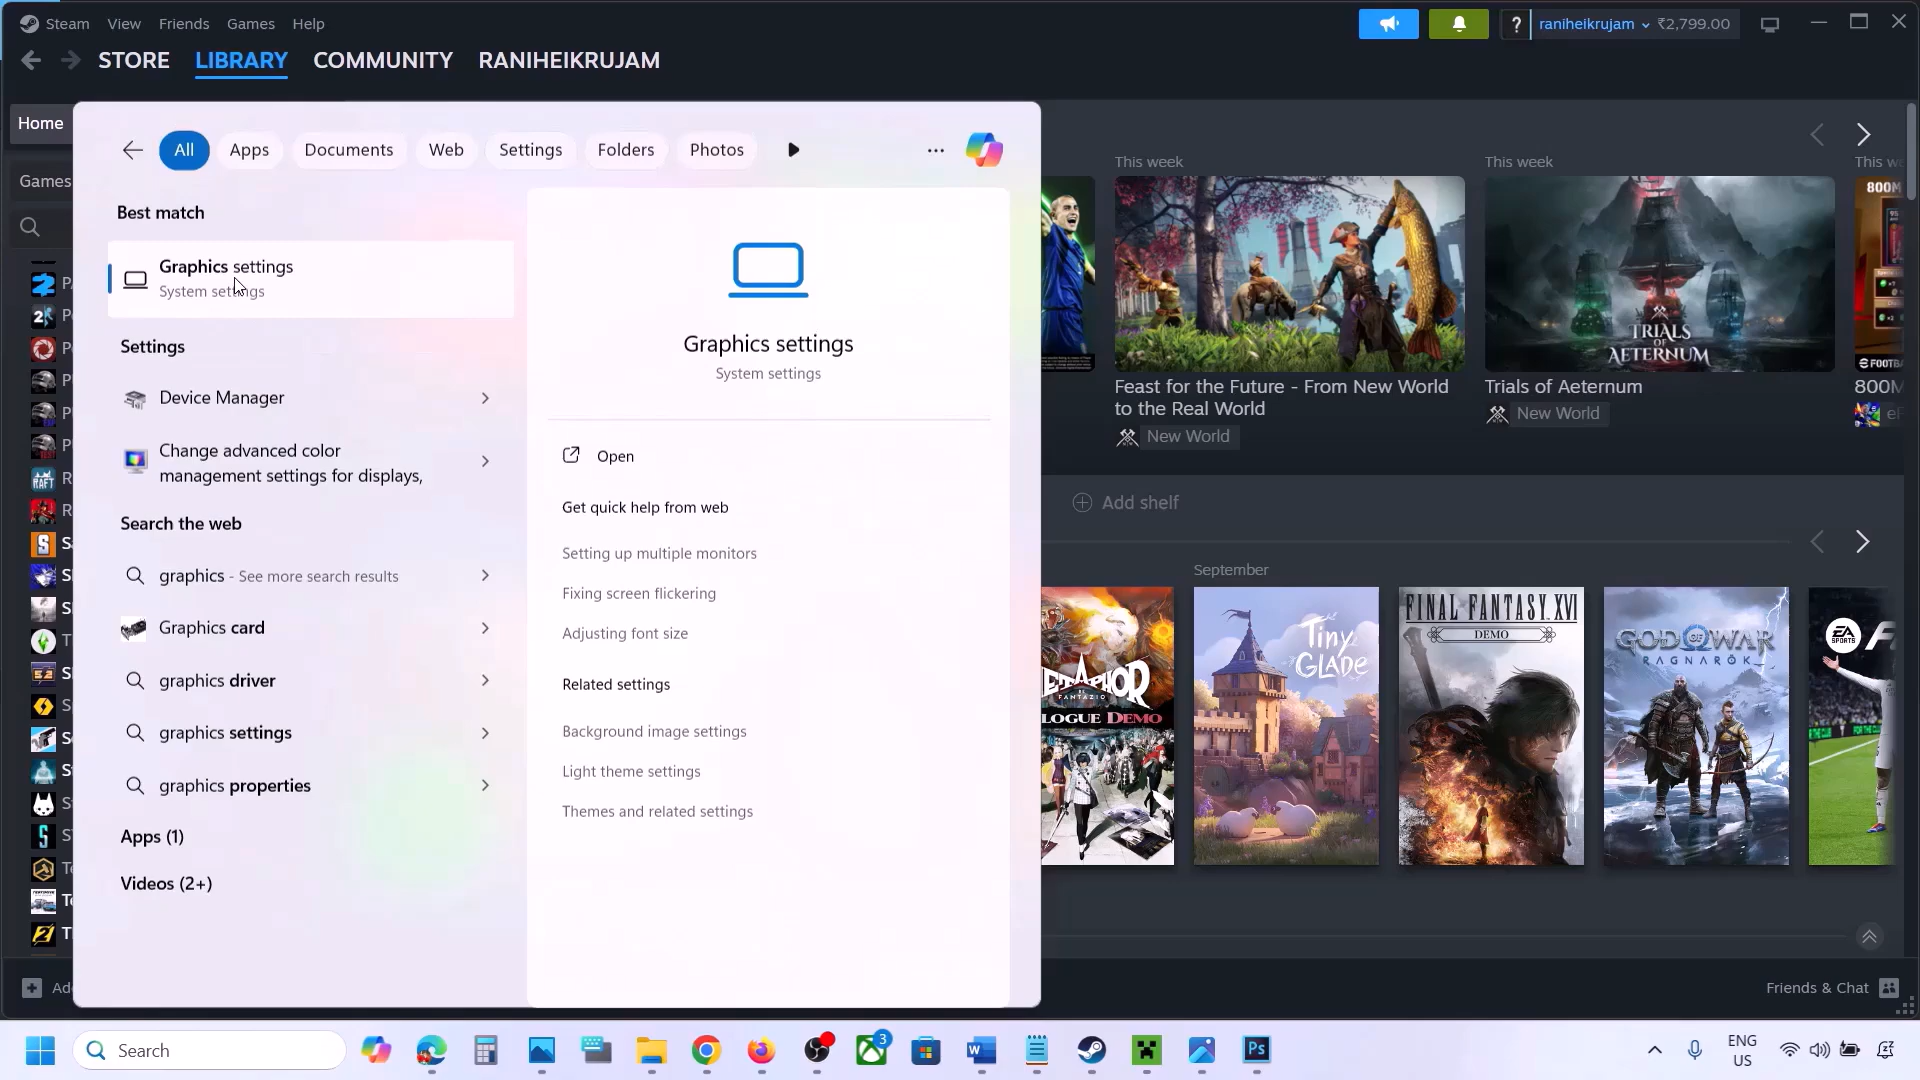 Steam View Friends Games Help
? raniheikrujam ₹2,799.00
STORE LIBRARY COMMUNITY RANIHEIKRUJAM
Home
Games
All Apps Documents Web Settings Folders Photos
Best match
Graphics settings
System settings
Settings
Device Manager
Change advanced color
management settings for displays,
Search the web
graphics - See more search results
Graphics card
graphics driver
graphics settings
graphics properties
Apps (1)
Videos (2+)
Graphics settings
System settings
Open
Get quick help from web
Setting up multiple monitors
Fixing screen flickering
Adjusting font size
Related settings
Background image settings
Light theme settings
Themes and related settings
This week
This week
TRIALS
OF
AETERNUM
800M
Feast for the Future - From New World
to the Real World
New World
Trials of Aeternum
New World
800M
Add shelf
September
LOGUE DEMO
Tiny
Glade
FINAL FANTASY XVI
DEMO
GOD OF WAR
RAGNARÖK
EA
SPORTS
Friends & Chat
Search
3
W
Ps
ENG
US